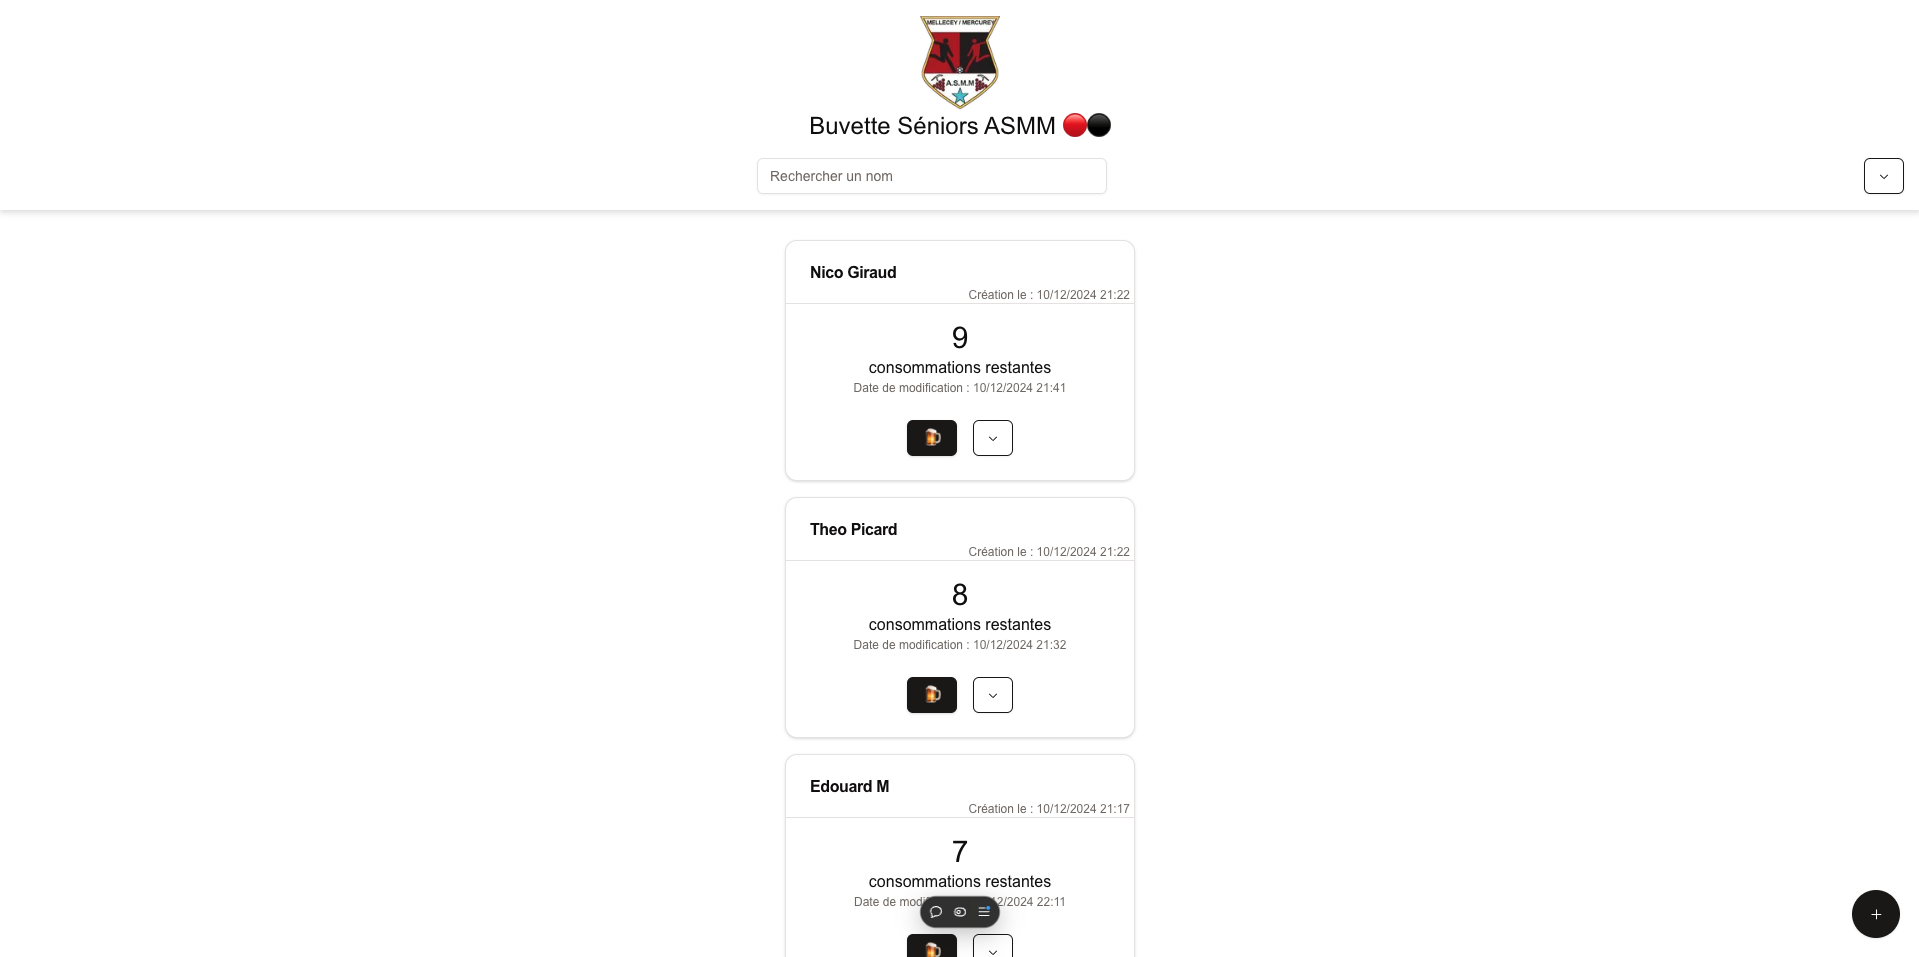 MELLECEY / MERCUREY
A.S.M.M
Buvette Séniors ASMM
Rechercher un nom
Nico Giraud
Création le : 10/12/2024 21:22
9
consommations restantes
Date de modification : 10/12/2024 21:41
Theo Picard
Création le : 10/12/2024 21:22
8
consommations restantes
Date de modification : 10/12/2024 21:32
Edouard M
Création le : 10/12/2024 21:17
7
consommations restantes
Date de 2/2024 22:11